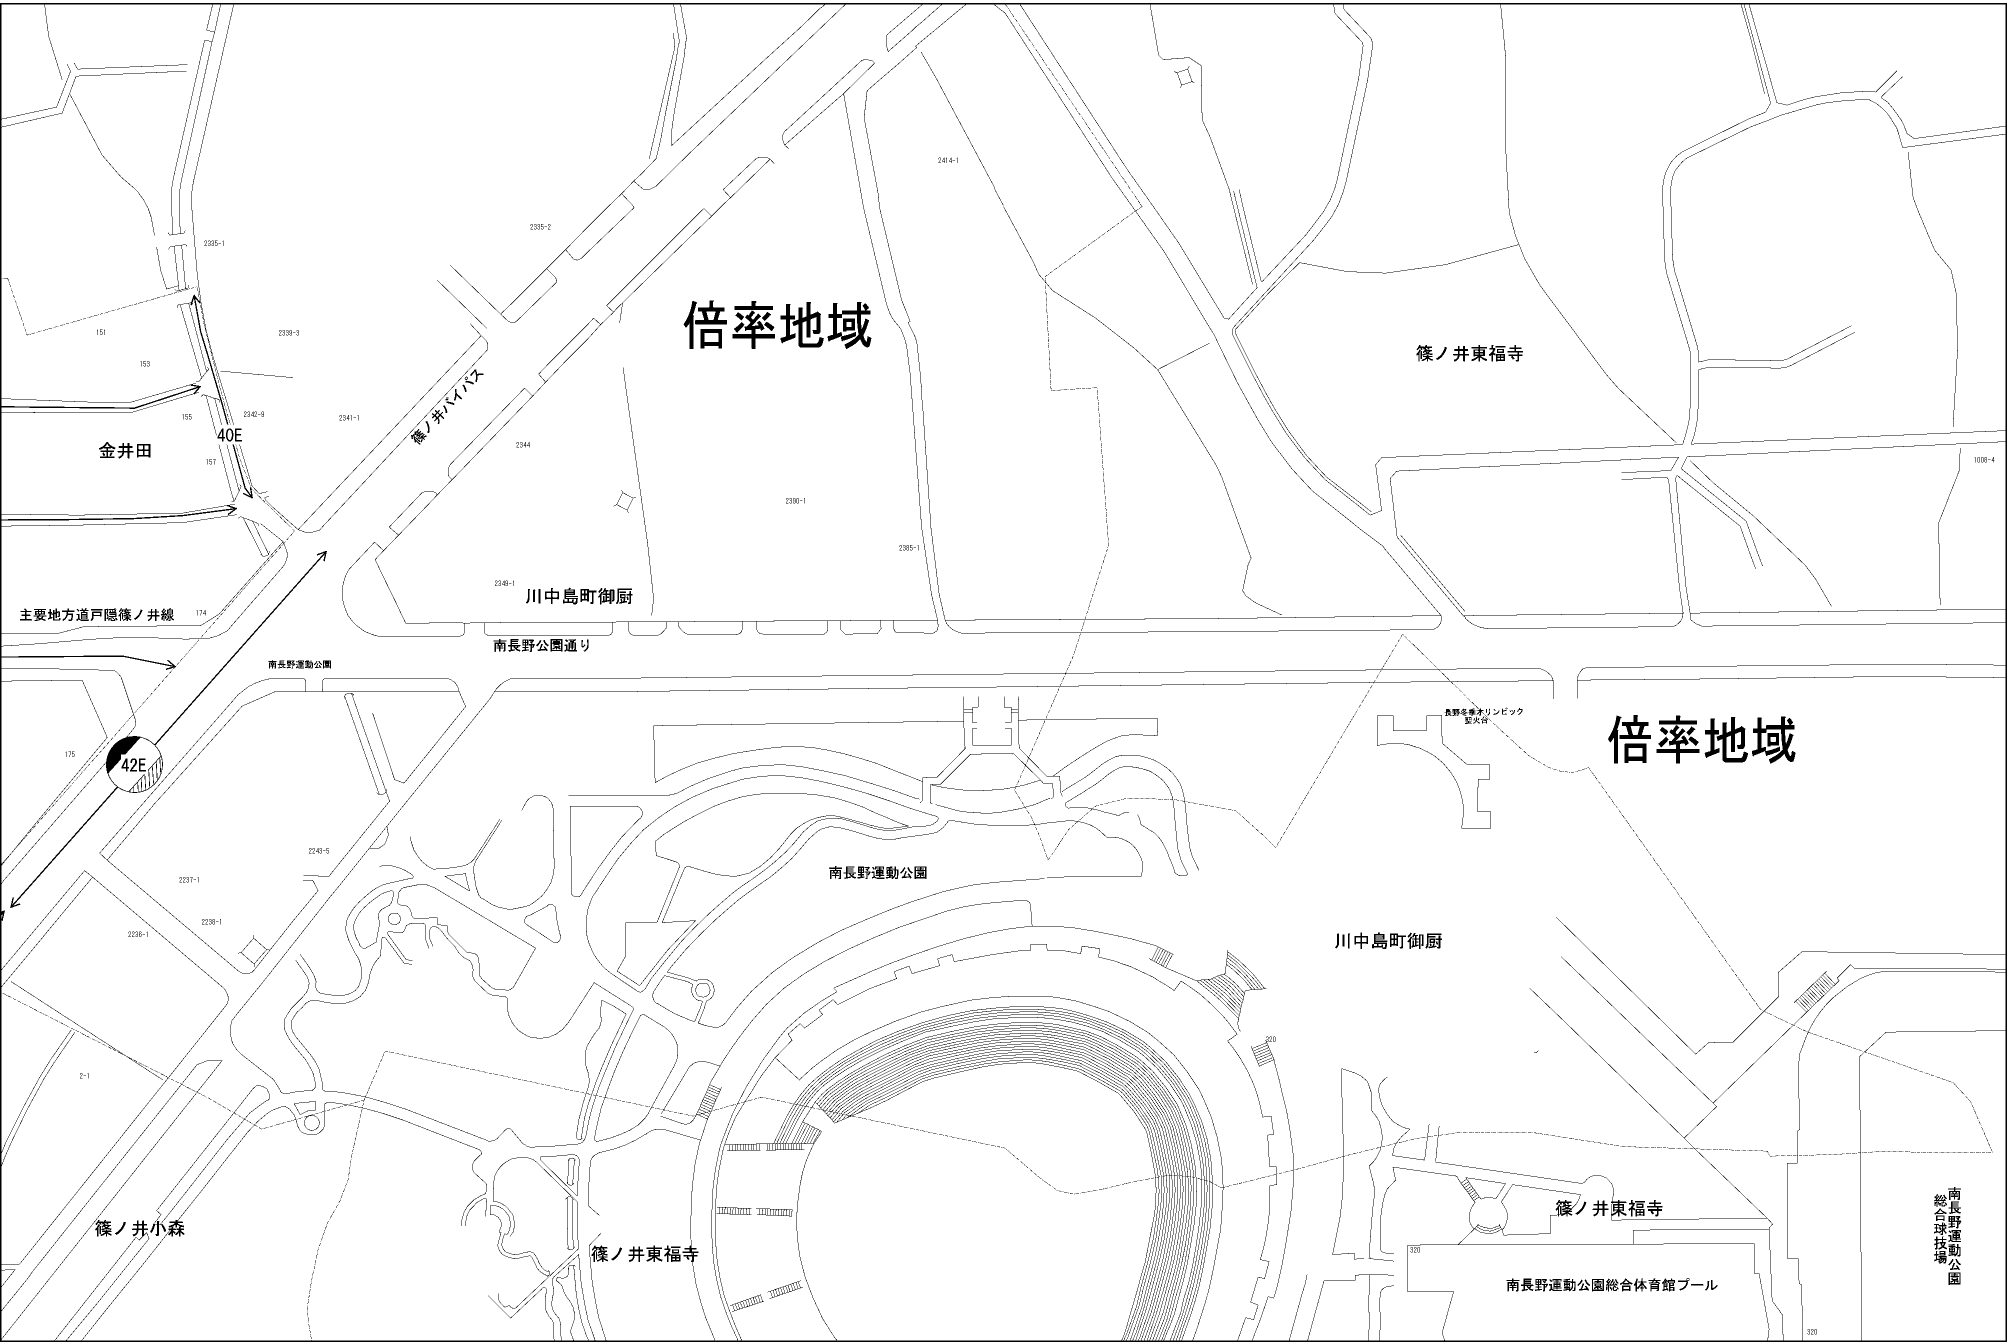 2414-1
2335-2
2335-1
倍率地域
151
2339-3
153
篠ノ井東福寺
篠ノ井バイパス
155
2342-9
2341-1
40E
2344
金井田
157
1008-4
2390-1
2385-1
2349-1
川中島町御厨
主要地方道戸隠篠ノ井線
174
南長野公園通り
南長野運動公園
長野冬季オリンピック
聖火台
倍率地域
175
42E
2243-5
南長野運動公園
2237-1
2238-1
2236-1
川中島町御厨
320
2-1
篠ノ井小森
篠ノ井東福寺
篠ノ井東福寺
南長野運動公園
総合球技場
320
南長野運動公園総合体育館プール
320